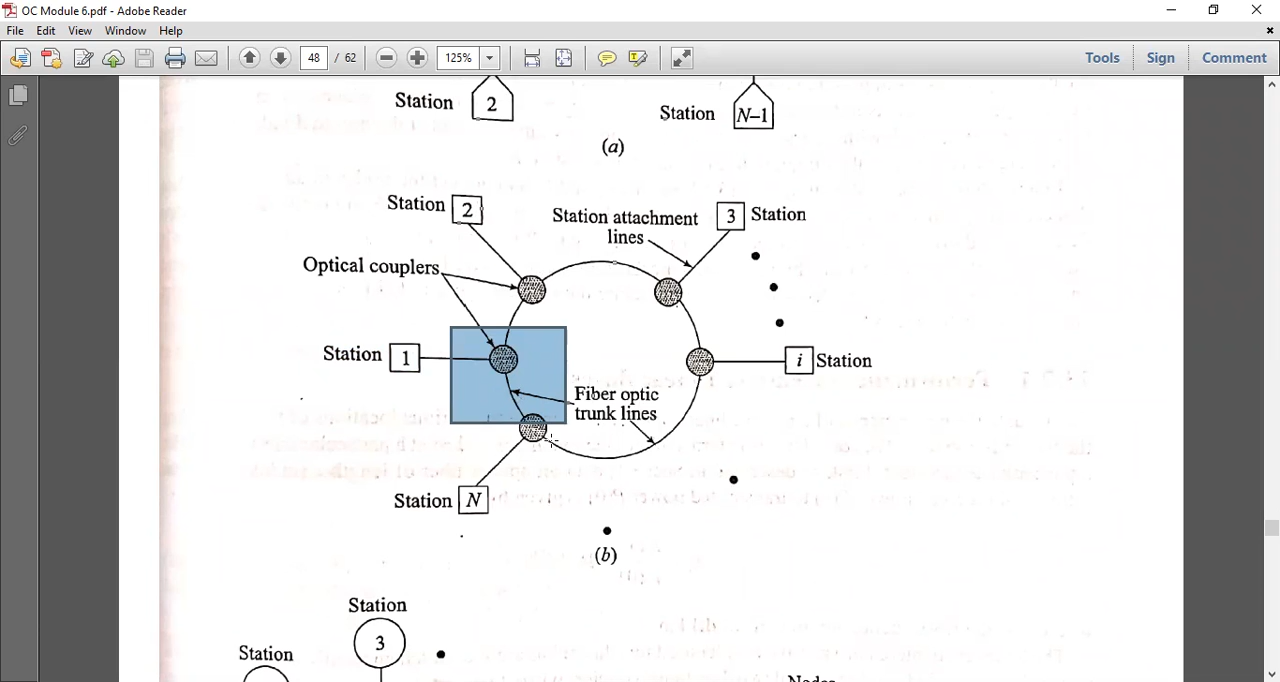 OC Module 6.pdf - Adobe Reader
File Edit View Window Help
48 / 62 125% Tools Sign Comment
Station 2
Station N–1
(a)
Station 2
Station attachment
lines
3 Station
Optical couplers
Station 1
i Station
Fiber optic
trunk lines
Station N
(b)
Station
3
Station
Nodes